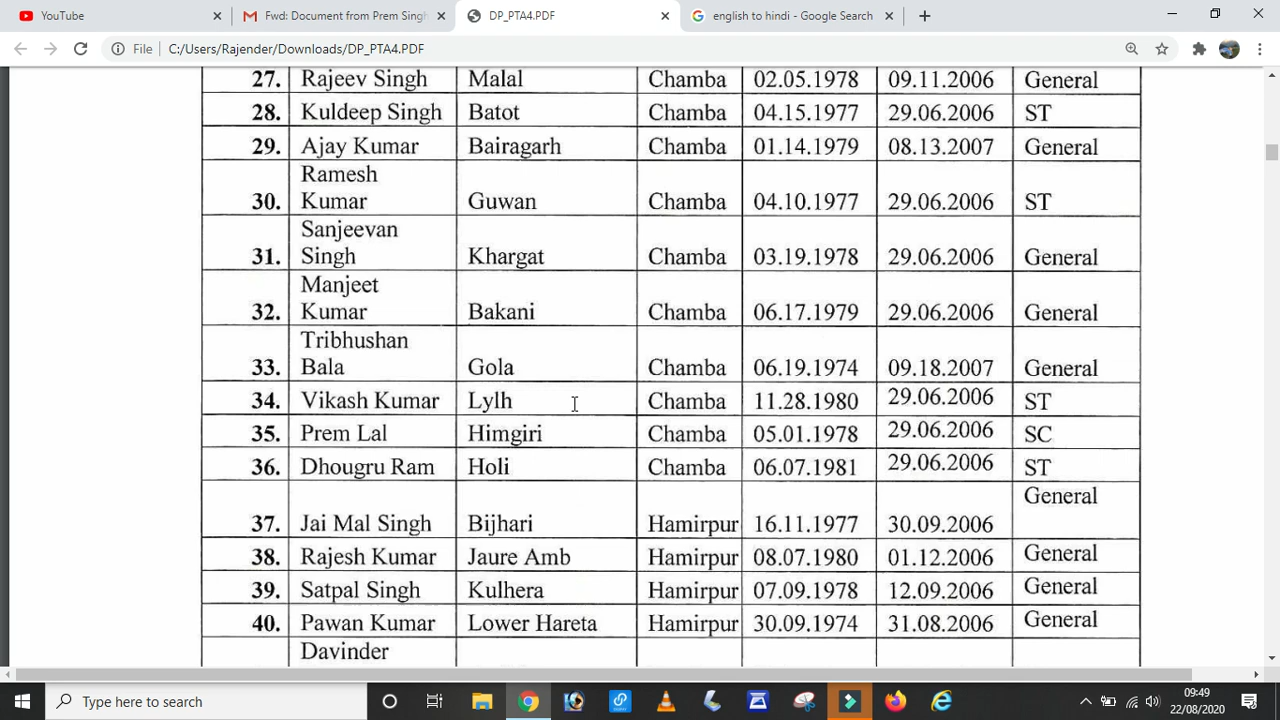 YouTube
Fwd: Document from Prem Singh
DP_PTA4.PDF
english to hindi - Google Search
File C:/Users/Rajender/Downloads/DP_PTA4.PDF
27. Rajeev Singh Malal Chamba 02.05.1978 09.11.2006 General
28. Kuldeep Singh Batot Chamba 04.15.1977 29.06.2006 ST
29. Ajay Kumar Bairagarh Chamba 01.14.1979 08.13.2007 General
Ramesh
30. Kumar Guwan Chamba 04.10.1977 29.06.2006 ST
Sanjeevan
31. Singh Khargat Chamba 03.19.1978 29.06.2006 General
Manjeet
32. Kumar Bakani Chamba 06.17.1979 29.06.2006 General
Tribhushan
33. Bala Gola Chamba 06.19.1974 09.18.2007 General
34. Vikash Kumar Lylh Chamba 11.28.1980 29.06.2006 ST
35. Prem Lal Himgiri Chamba 05.01.1978 29.06.2006 SC
36. Dhougru Ram Holi Chamba 06.07.1981 29.06.2006 ST
37. Jai Mal Singh Bijhari Hamirpur 16.11.1977 30.09.2006 General
38. Rajesh Kumar Jaure Amb Hamirpur 08.07.1980 01.12.2006 General
39. Satpal Singh Kulhera Hamirpur 07.09.1978 12.09.2006 General
40. Pawan Kumar Lower Hareta Hamirpur 30.09.1974 31.08.2006 General
Davinder
Type here to search
09:49
22/08/2020